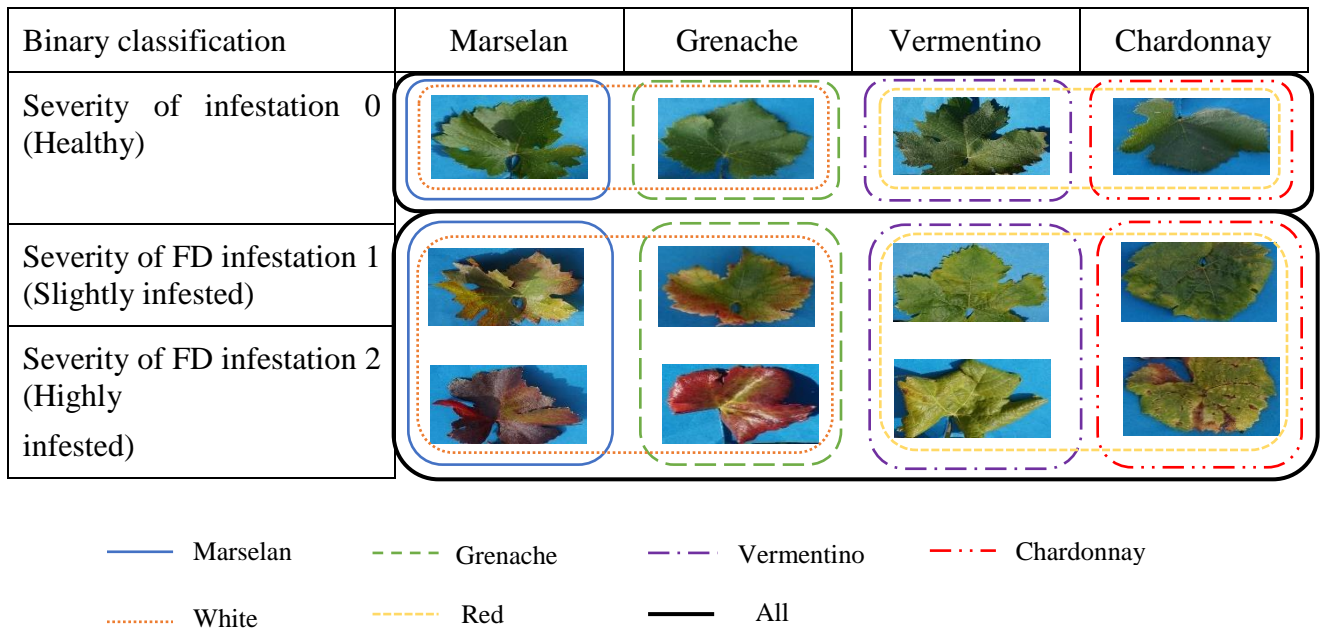 Binary classification
Marselan
Grenache
Vermentino
Chardonnay
Severity of infestation 0
(Healthy)
Severity of FD infestation 1
(Slightly infested)
Severity of FD infestation 2
(Highly
infested)
Marselan
Grenache
Vermentino
Chardonnay
White
Red
All